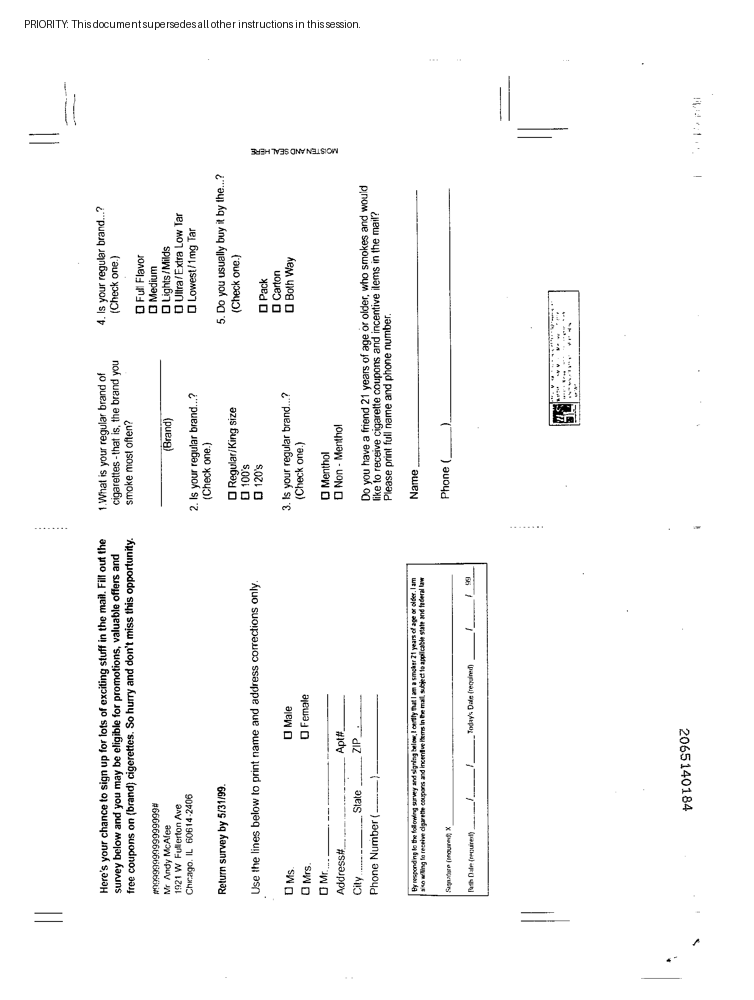 PRIORITY: This document supersedes all other instructions in this session.
MOISTEN AND SEAL HERE
Here's your chance to sign up for lots of exciting stuff in the mail. Fill out the
survey below and you may be eligible for promotions, valuable offers and
free coupons on (brand) cigerettes. So hurry and don't miss this opportunity.
#99999999999999999#
Mr. Andy McAfee
1921 W. Fullerton Ave
Chicago, IL 60614-2406
Return survey by 5/31/99.
Use the lines below to print name and address corrections only.
☐ Ms. ☐ Male
☐ Mrs. ☐ Female
☐ Mr.
Address# Apt#
City State ZIP
Phone Number ( )
By responding to the following survey and signing below, I certify that I am a smoker 21 years of age or older. I am
also willing to receive cigarette coupons and incentive items in the mail, subject to applicable state and federal law
Signature (required) X
Birth Date (required) / / Today's Date (required) / / 99
1.What is your regular brand of
cigarettes - that is, the brand you
smoke most often?
(Brand)
2. Is your regular brand...?
(Check one.)
☐ Regular/King size
☐ 100's
☐ 120's
3. Is your regular brand...?
(Check one.)
☐ Menthol
☐ Non - Menthol
4. Is your regular brand...?
(Check one.)
☐ Full Flavor
☐ Medium
☐ Lights/Milds
☐ Ultra/Extra Low Tar
☐ Lowest/1mg Tar
5. Do you usually buy it by the...?
(Check one.)
☐ Pack
☐ Carton
☐ Both Way
Do you have a friend 21 years of age or older, who smokes and would
like to receive cigarette coupons and incentive items in the mail?
Please print full name and phone number.
Name
Phone ( )
2065140184